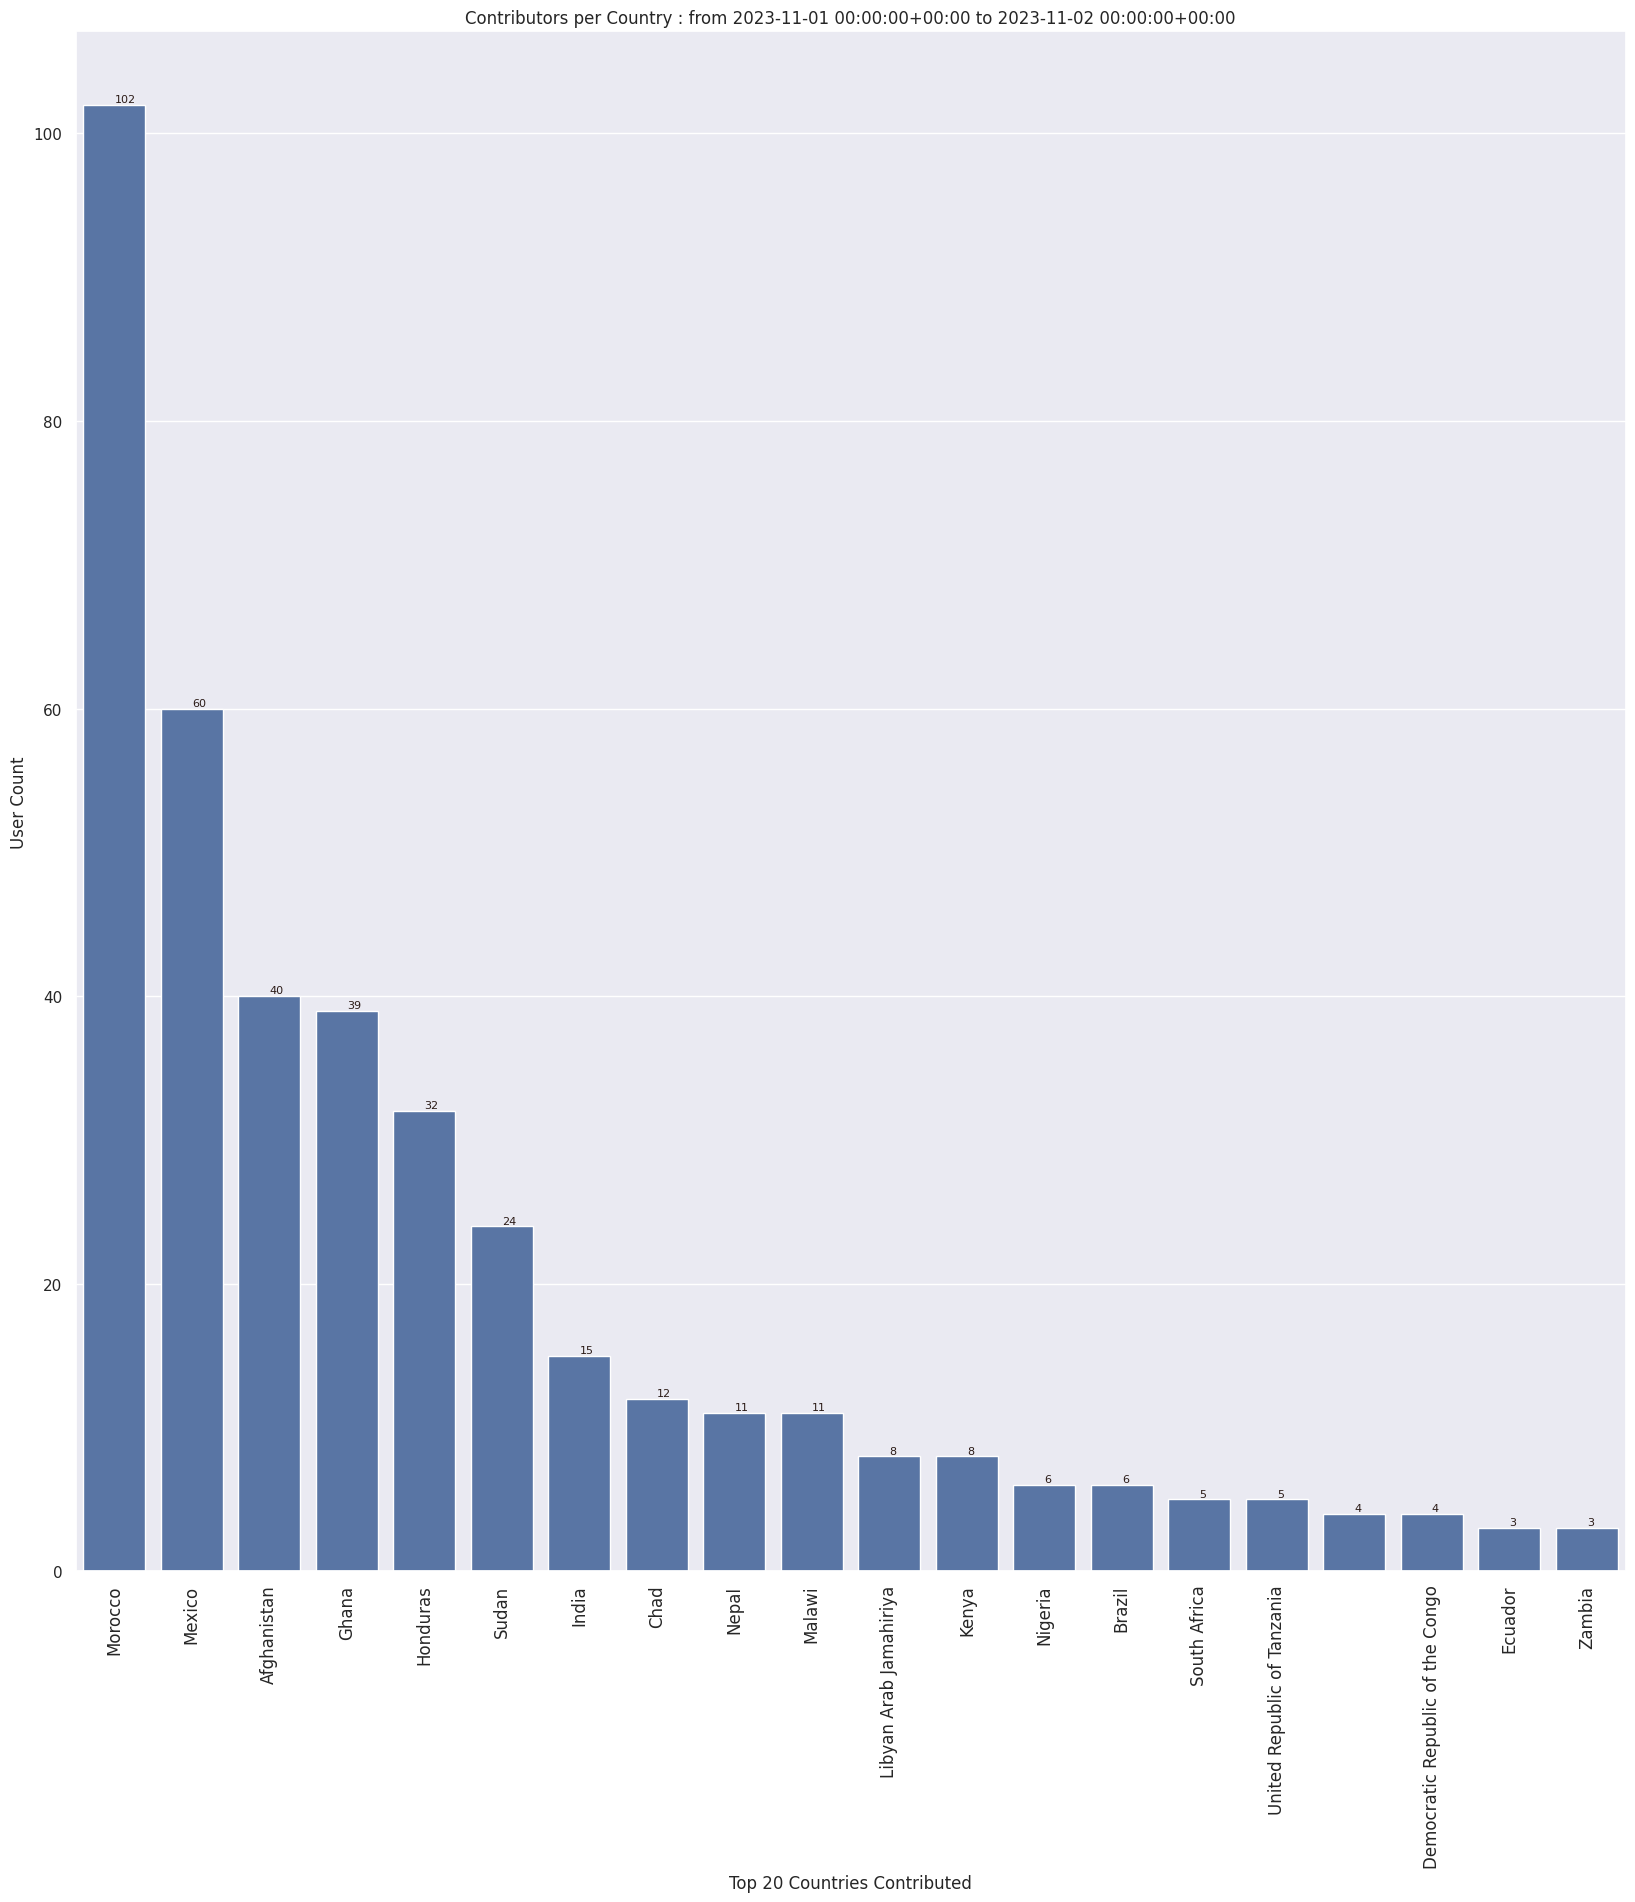 Contributors per Country : from 2023-11-01 00:00:00+00:00 to 2023-11-02 00:00:00+00:00
User Count
100
80
60
40
20
0
102
60
40
39
32
24
15
12
11
11
8
8
6
6
5
5
4
4
3
3
Morocco
Mexico
Afghanistan
Ghana
Honduras
Sudan
India
Chad
Nepal
Malawi
Libyan Arab Jamahiriya
Kenya
Nigeria
Brazil
South Africa
United Republic of Tanzania
Democratic Republic of the Congo
Ecuador
Zambia
Top 20 Countries Contributed